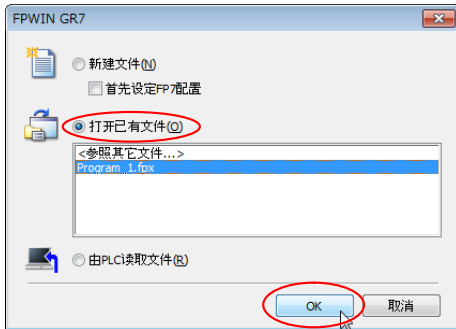 FPWIN GR7
新建文件(N)
首先设定FP7配置
打开已有文件(O)
<参照其它文件...>
Program_1.fpx
由PLC读取文件(R)
OK
取消